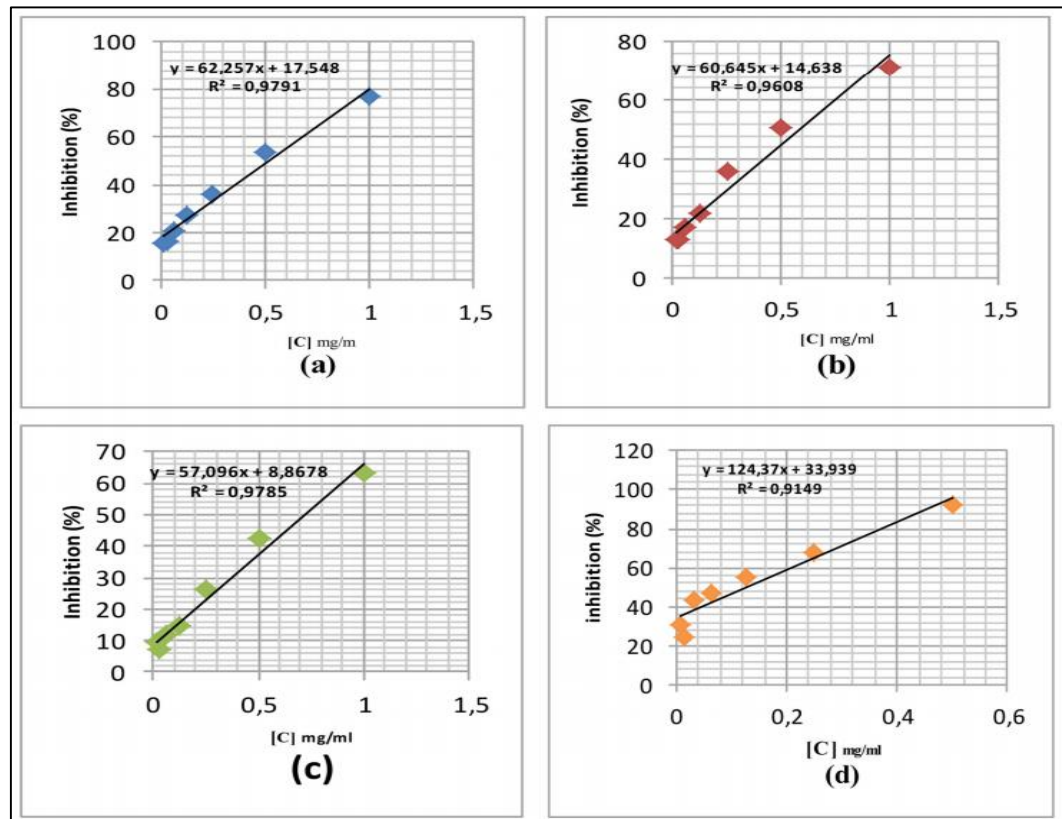 100
80
60
40
20
0
Inhibition (%)
y = 62,257x + 17,548
R² = 0,9791
0 0,5 1 1,5
[C] mg/m
(a)
80
60
40
20
0
Inhibition (%)
y = 60,645x + 14,638
R² = 0,9608
0 0,5 1 1,5
[C] mg/ml
(b)
70
60
50
40
30
20
10
0
Inhibition (%)
y = 57,096x + 8,8678
R² = 0,9785
0 0,5 1 1,5
[C] mg/ml
(c)
120
100
80
60
40
20
0
inhibition (%)
y = 124,37x + 33,939
R² = 0,9149
0 0,2 0,4 0,6
[C] mg/ml
(d)